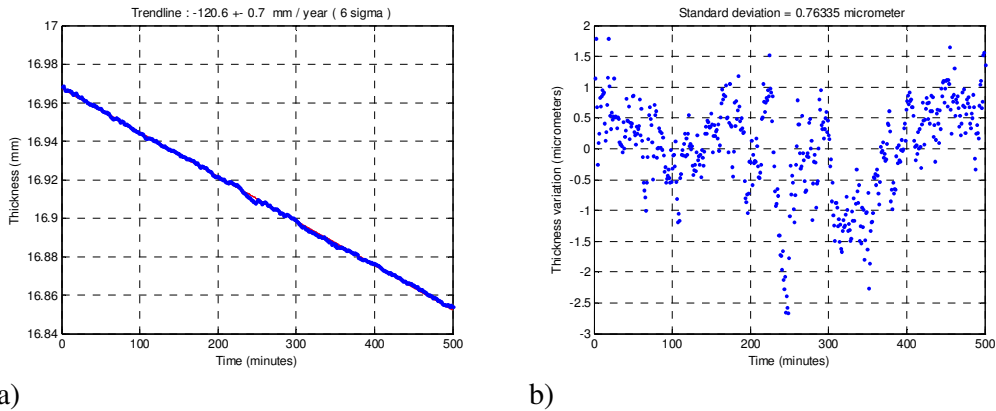 Trendline : -120.6 +- 0.7 mm / year ( 6 sigma )
17
16.98
16.96
16.94
16.92
16.9
16.88
16.86
16.84
Thickness (mm)
0 100 200 300 400 500
Time (minutes)
a)
Standard deviation = 0.76335 micrometer
2
1.5
1
0.5
0
-0.5
-1
-1.5
-2
-2.5
-3
Thickness variation (micrometers)
0 100 200 300 400 500
Time (minutes)
b)